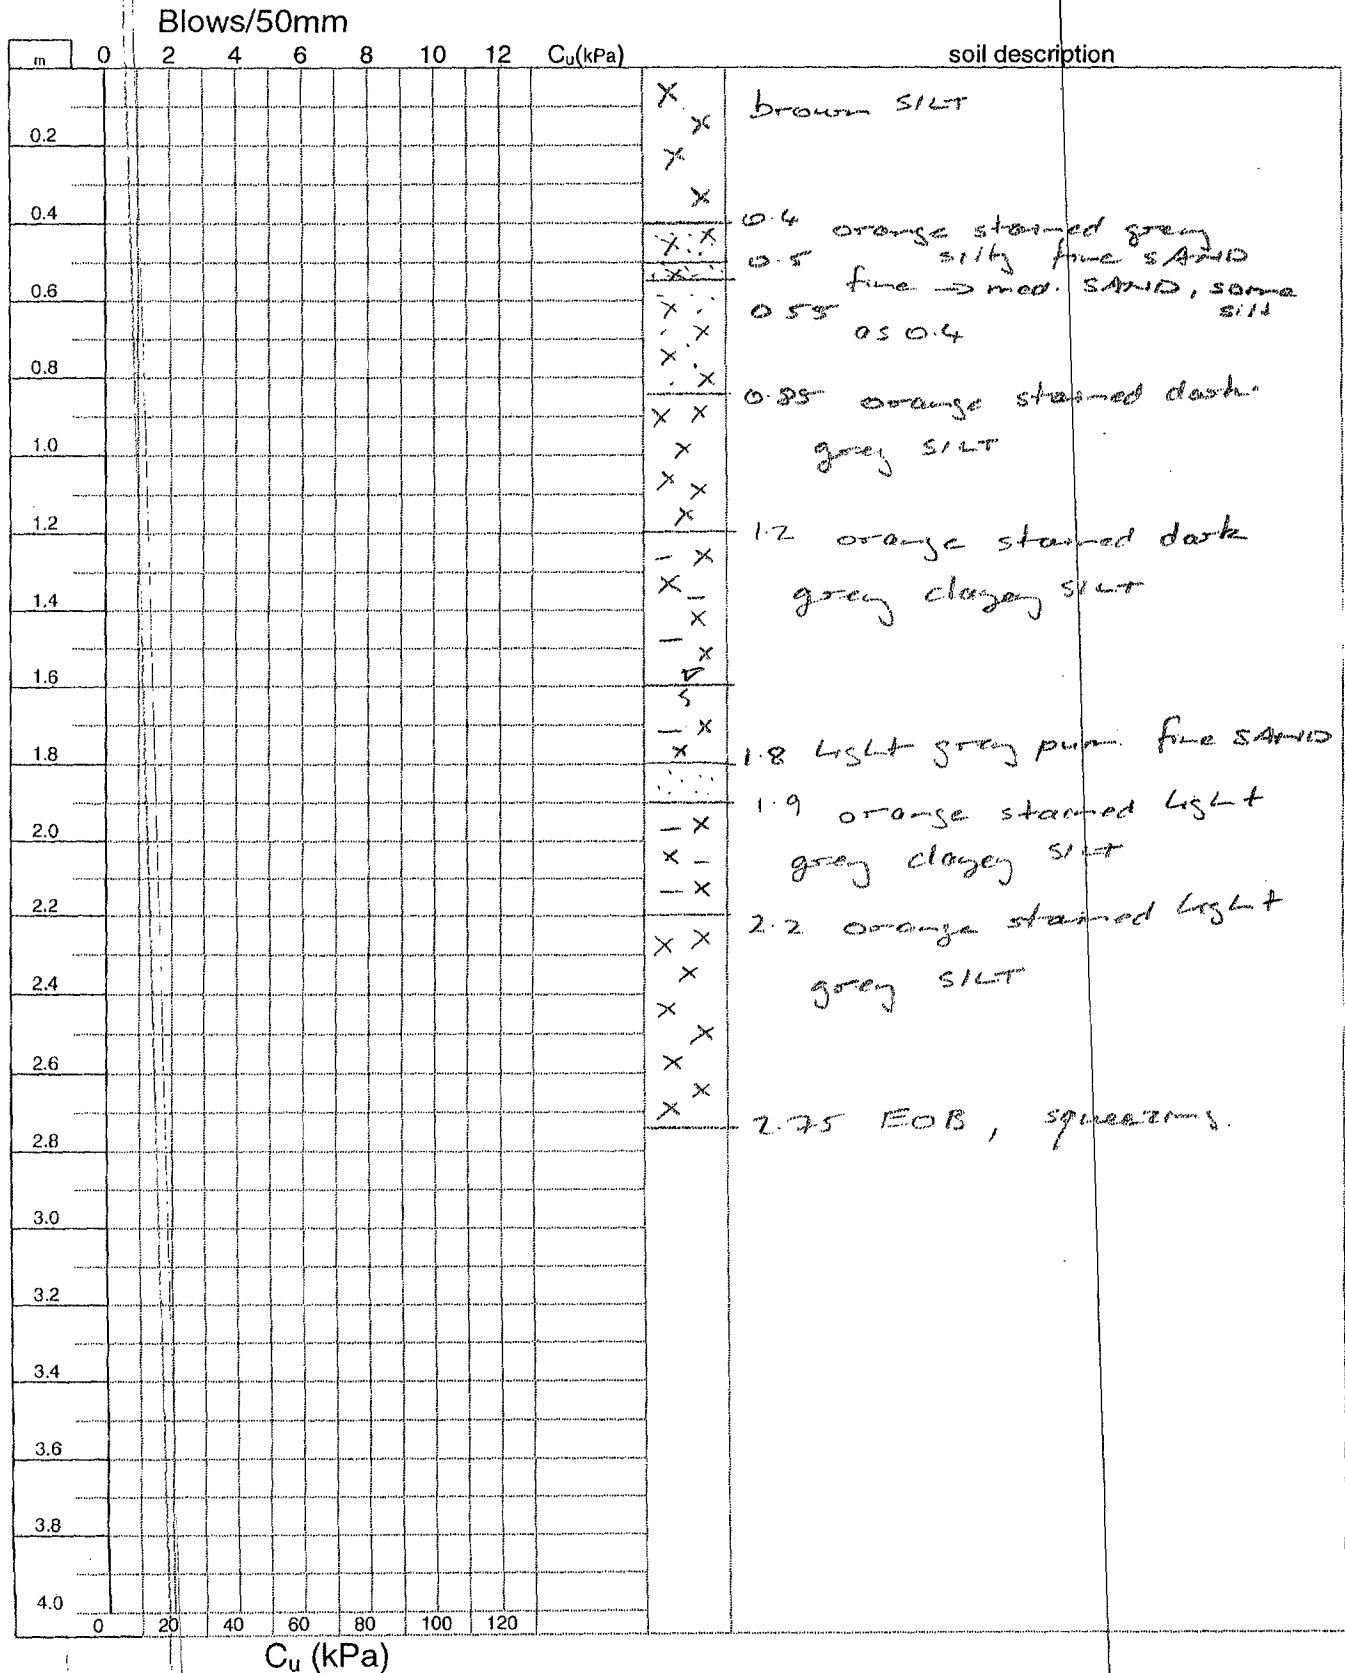 Blows/50mm
m 0 2 4 6 8 10 12 Cu(kPa) soil description
brown SILT
0.2
0.4
0.4 orange stained grey
silty fine SAND
0.5
fine → med. SAND, some
silt
0.6
0.55
as 0.4
0.8
0.85 orange stained dark
grey SILT
1.0
1.2
1.2 orange stained dark
grey clayey SILT
1.4
1.6
S
1.8
1.8 light grey pum. fine SAND
1.9 orange stained light
grey clayey SILT
2.0
2.2
2.2 orange stained light
grey SILT
2.4
2.6
2.75 EOB, squeezing.
2.8
3.0
3.2
3.4
3.6
3.8
4.0
0 20 40 60 80 100 120
Cu (kPa)